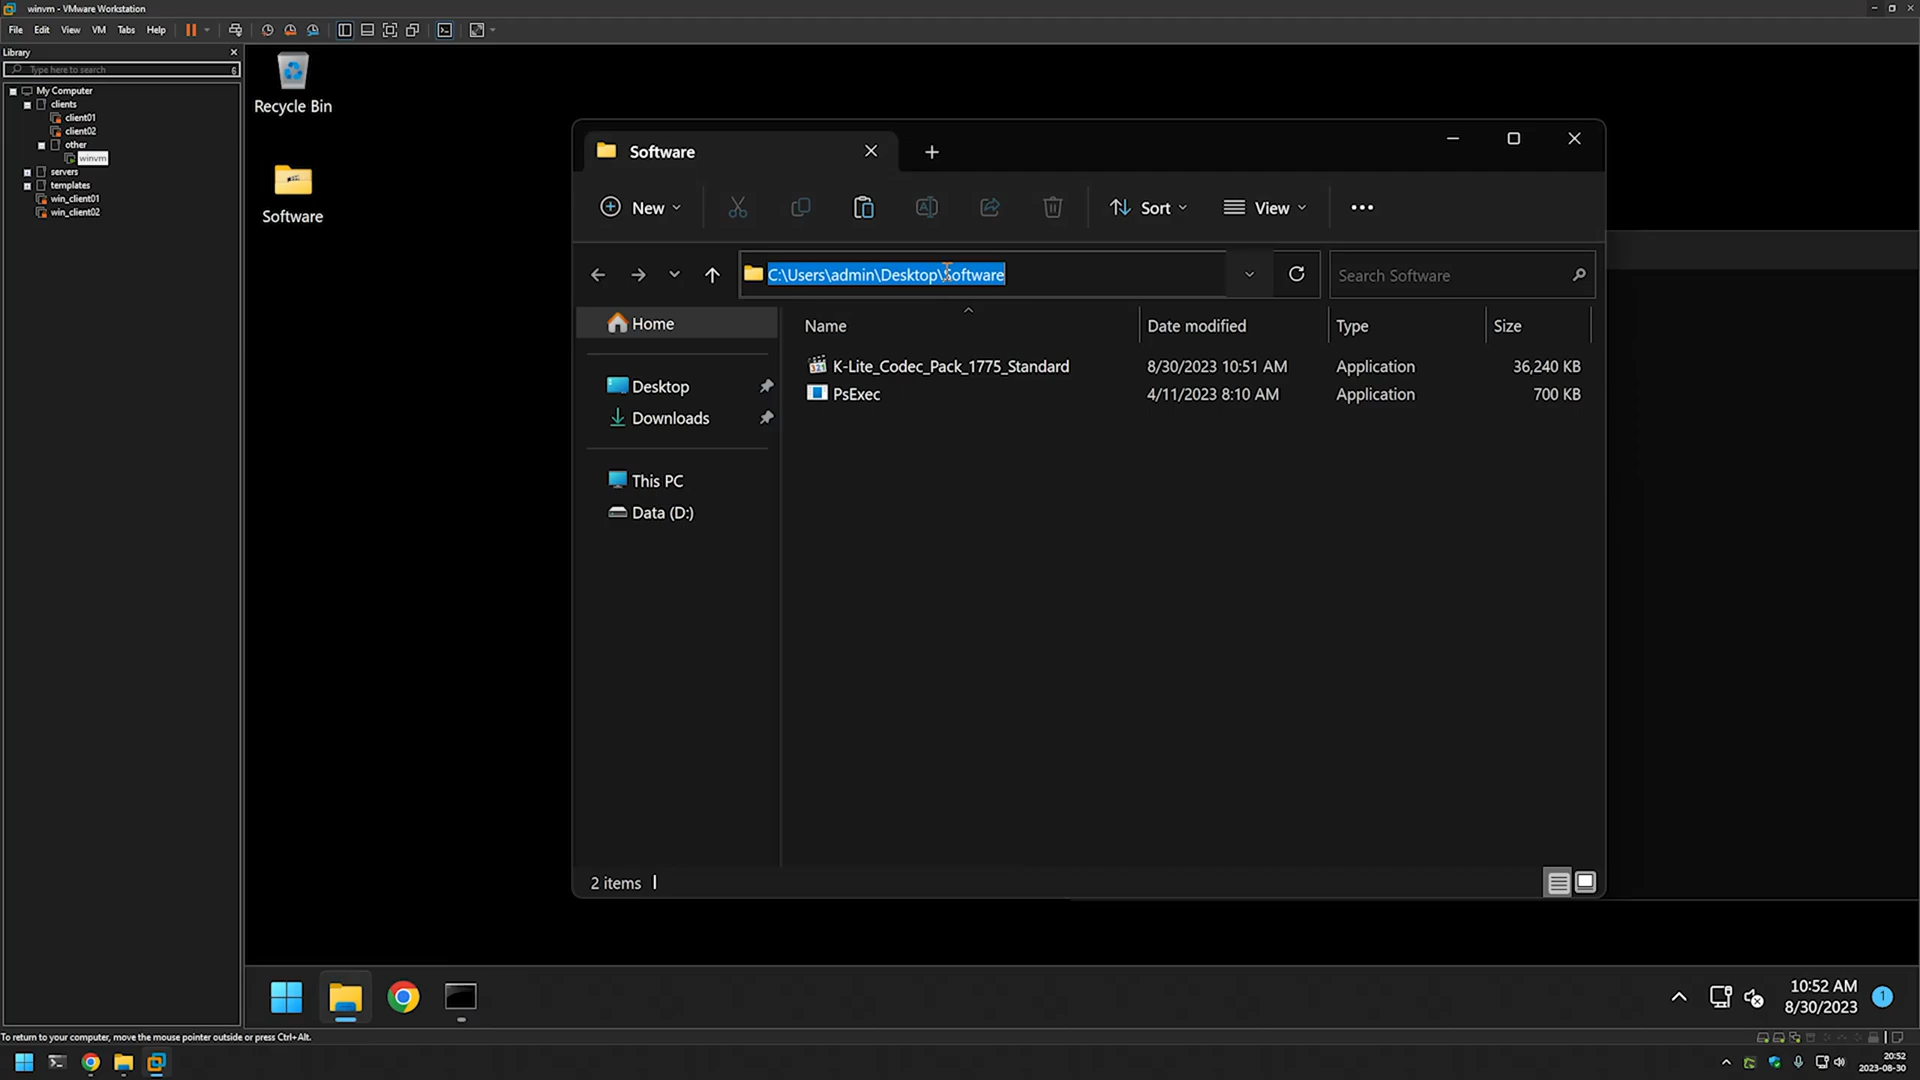 winvm - VMware Workstation
File Edit View VM Tabs Help
Library
Type here to search
My Computer
clients
client01
client02
other
winvm
servers
templates
win_client01
win_client02
Recycle Bin
Software
Software
New
Sort
View
C:\Users\admin\Desktop\Software
Search Software
Home
Desktop
Downloads
This PC
Data (D:)
Name Date modified Type Size
K-Lite_Codec_Pack_1775_Standard 8/30/2023 10:51 AM Application 36,240 KB
PsExec 4/11/2023 8:10 AM Application 700 KB
2 items
10:52 AM
8/30/2023
1
To return to your computer, move the mouse pointer outside or press Ctrl+Alt.
20:52
2023-08-30